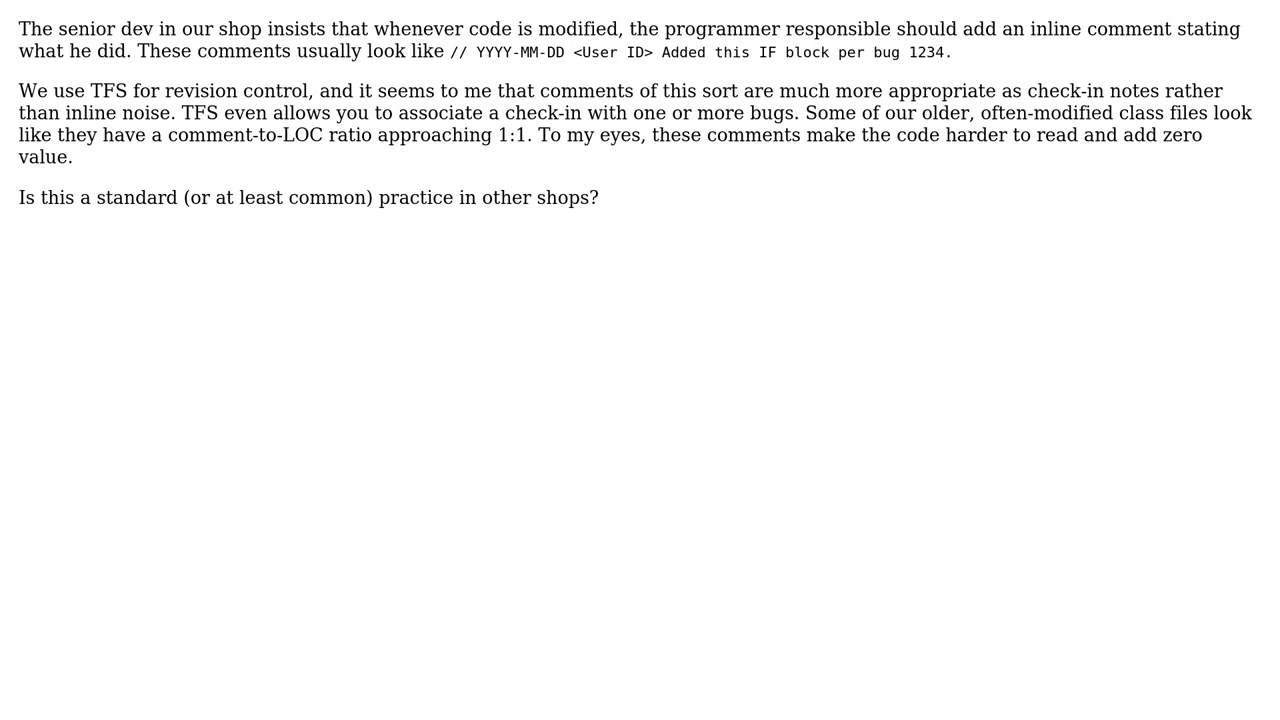 The senior dev in our shop insists that whenever code is modified, the programmer responsible should add an inline comment stating
what he did. These comments usually look like // YYYY-MM-DD <User ID> Added this IF block per bug 1234.
We use TFS for revision control, and it seems to me that comments of this sort are much more appropriate as check-in notes rather
than inline noise. TFS even allows you to associate a check-in with one or more bugs. Some of our older, often-modified class files look
like they have a comment-to-LOC ratio approaching 1:1. To my eyes, these comments make the code harder to read and add zero
value.
Is this a standard (or at least common) practice in other shops?